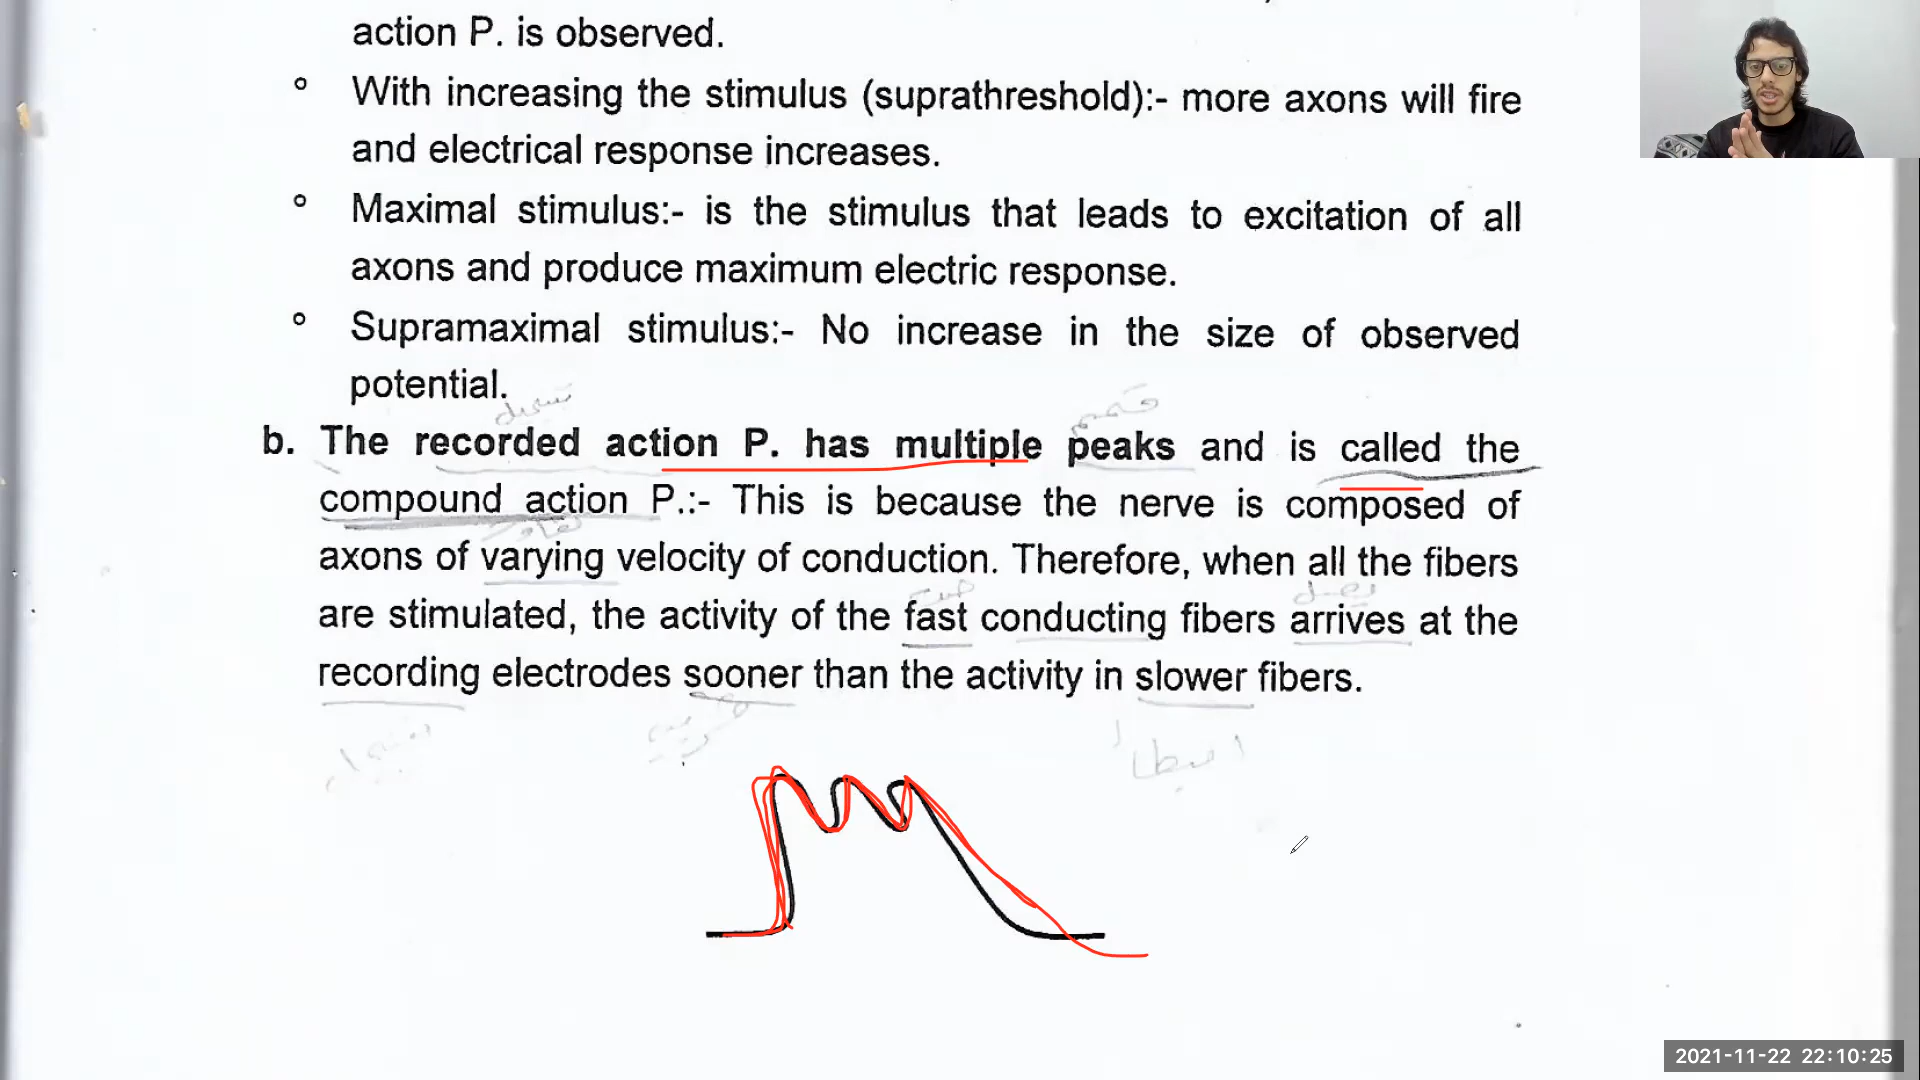 action P. is observed.
° With increasing the stimulus (suprathreshold):- more axons will fire
and electrical response increases.
° Maximal stimulus:- is the stimulus that leads to excitation of all
axons and produce maximum electric response.
° Supramaximal stimulus:- No increase in the size of observed
potential.
تسجيل قمم
b. The recorded action P. has multiple peaks and is called the
compound action P.:- This is because the nerve is composed of
axons of varying velocity of conduction. Therefore, when all the fibers
يصل
are stimulated, the activity of the fast conducting fibers arrives at the
recording electrodes sooner than the activity in slower fibers.
ابطأ
2021-11-22 22:10:25